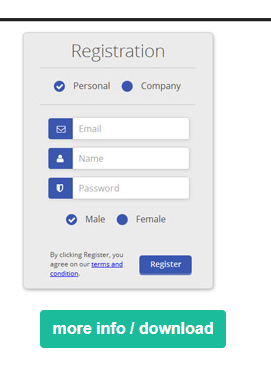 Registration
Personal Company
Email
Name
Password
Male Female
By clicking Register, you
agree on our terms and
condition.
Register
more info / download